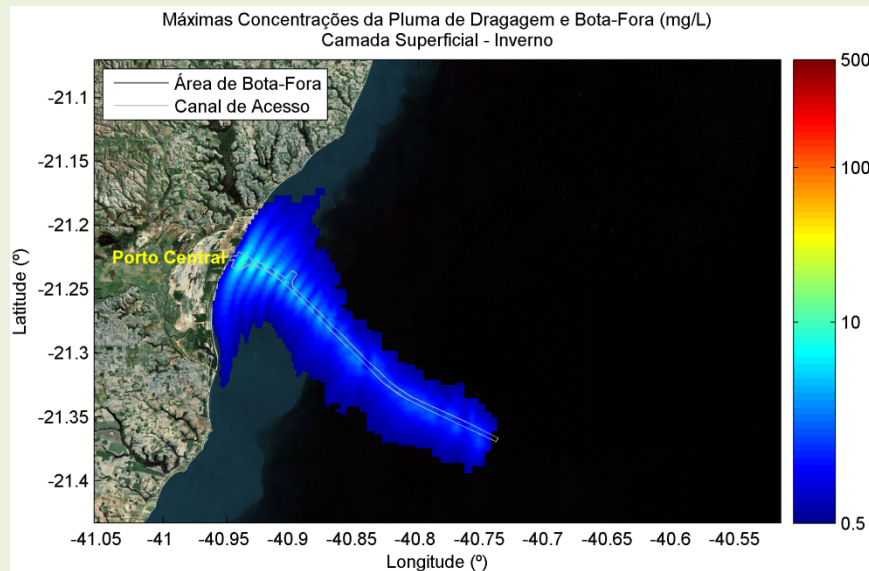 Máximas Concentrações da Pluma de Dragagem e Bota-Fora (mg/L)
Camada Superficial - Inverno
Área de Bota-Fora
Canal de Acesso
Porto Central
Latitude (º)
-21.1
-21.15
-21.2
-21.25
-21.3
-21.35
-21.4
-41.05 -41 -40.95 -40.9 -40.85 -40.8 -40.75 -40.7 -40.65 -40.6 -40.55
Longitude (º)
500
100
10
0.5